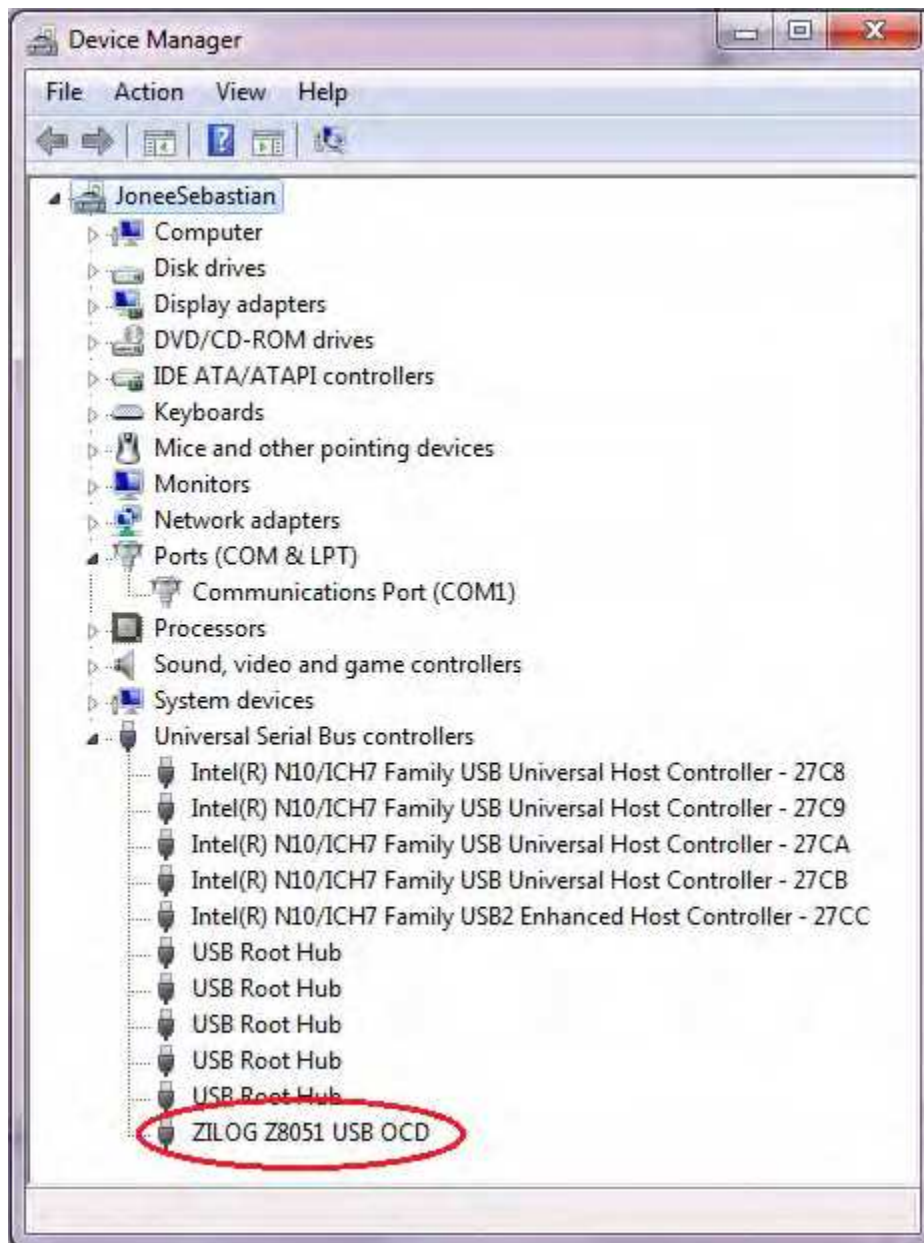 Device Manager
File Action View Help
JoneeSebastian
Computer
Disk drives
Display adapters
DVD/CD-ROM drives
IDE ATA/ATAPI controllers
Keyboards
Mice and other pointing devices
Monitors
Network adapters
Ports (COM & LPT)
Communications Port (COM1)
Processors
Sound, video and game controllers
System devices
Universal Serial Bus controllers
Intel(R) N10/ICH7 Family USB Universal Host Controller - 27C8
Intel(R) N10/ICH7 Family USB Universal Host Controller - 27C9
Intel(R) N10/ICH7 Family USB Universal Host Controller - 27CA
Intel(R) N10/ICH7 Family USB Universal Host Controller - 27CB
Intel(R) N10/ICH7 Family USB2 Enhanced Host Controller - 27CC
USB Root Hub
USB Root Hub
USB Root Hub
USB Root Hub
USB Root Hub
ZILOG Z8051 USB OCD